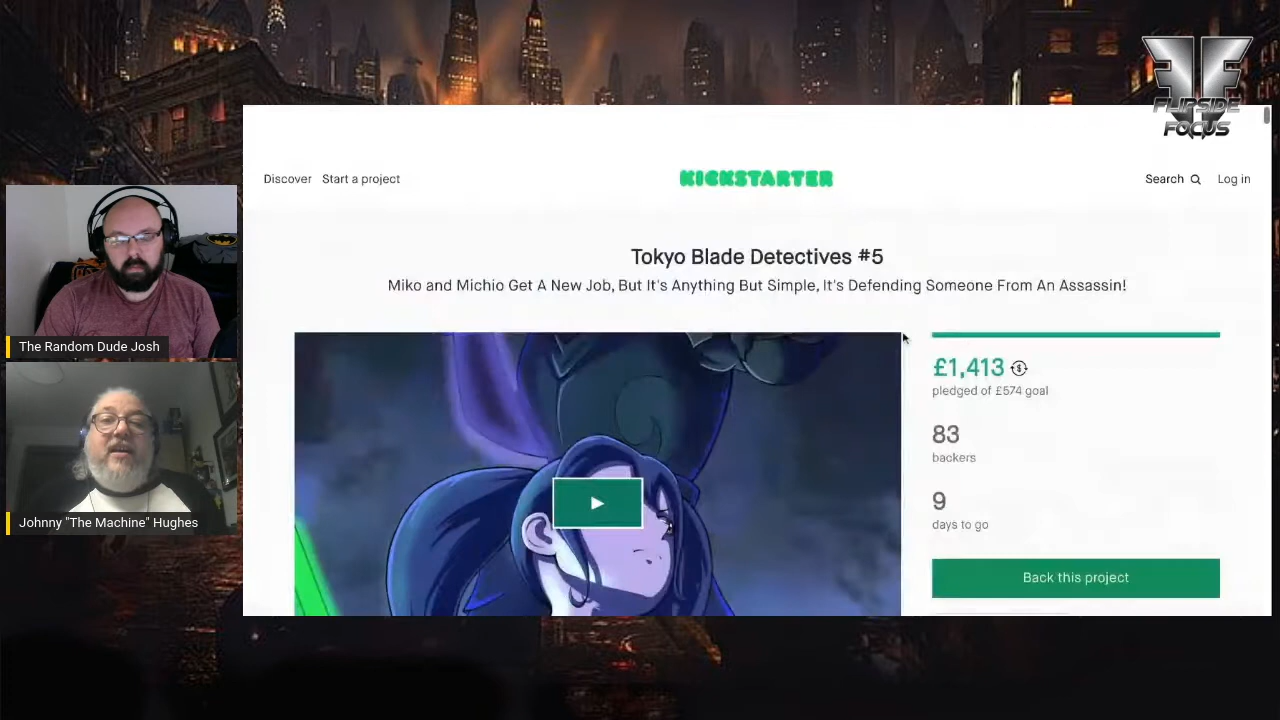 FLIPSIDE
FOCUS
Discover Start a project
KICKSTARTER
Search Log in
Tokyo Blade Detectives #5
Miko and Michio Get A New Job, But It's Anything But Simple, It's Defending Someone From An Assassin!
£1,413
pledged of £574 goal
83
backers
9
days to go
Back this project
The Random Dude Josh
Johnny "The Machine" Hughes